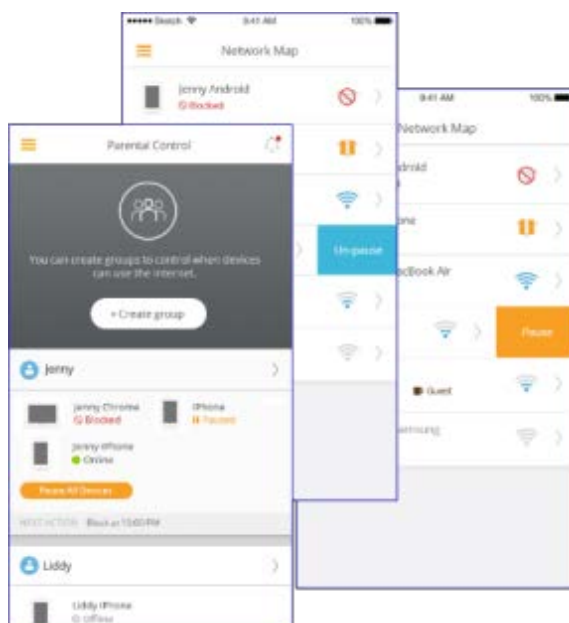 Sketch 9:41 AM 100%
Network Map
Jenny Android
Blocked
Un-pause
9:41 AM 100%
Network Map
Android
one
acBook Air
Pause
Guest
amsung
Parental Control
You can create groups to control when devices
can use the internet.
+ Create group
Jenny
Jenny Chrome
Blocked
iPhone
Paused
Jenny iPhone
Online
Pause All Devices
NEXT ACTION Block at 10:00 PM
Liddy
Liddy iPhone
Offline